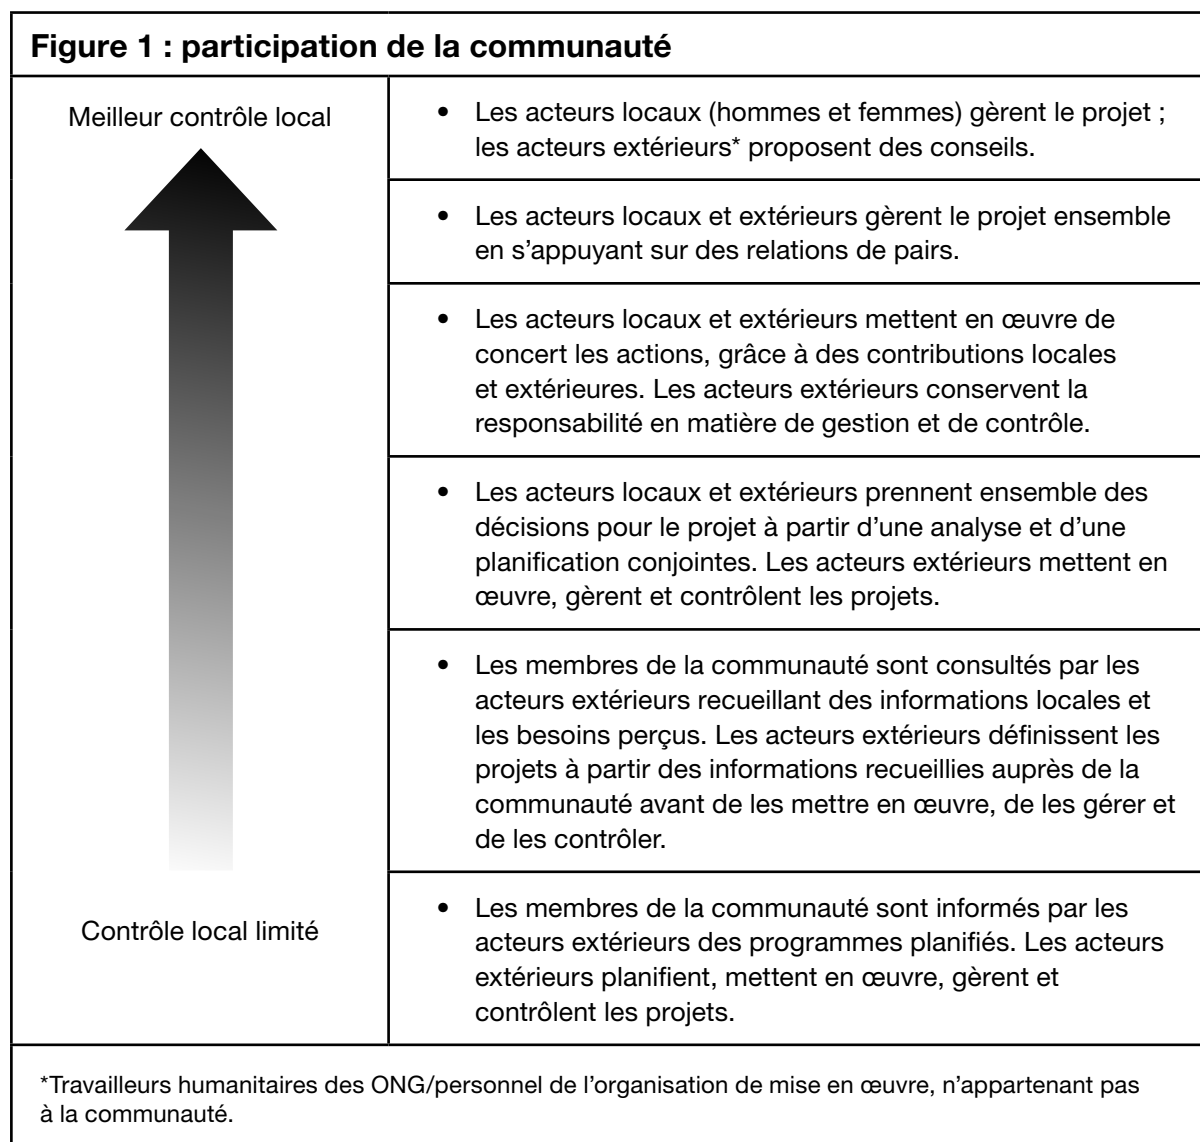 Figure 1 : participation de la communauté
Meilleur contrôle local
• Les acteurs locaux (hommes et femmes) gèrent le projet ;
les acteurs extérieurs* proposent des conseils.
• Les acteurs locaux et extérieurs gèrent le projet ensemble
en s'appuyant sur des relations de pairs.
• Les acteurs locaux et extérieurs mettent en œuvre de
concert les actions, grâce à des contributions locales
et extérieures. Les acteurs extérieurs conservent la
responsabilité en matière de gestion et de contrôle.
• Les acteurs locaux et extérieurs prennent ensemble des
décisions pour le projet à partir d’une analyse et d’une
planification conjointes. Les acteurs extérieurs mettent en
œuvre, gèrent et contrôlent les projets.
• Les membres de la communauté sont consultés par les
acteurs extérieurs recueillant des informations locales et
les besoins perçus. Les acteurs extérieurs définissent les
projets à partir des informations recueillies auprès de la
communauté avant de les mettre en œuvre, de les gérer et
de les contrôler.
Contrôle local limité
• Les membres de la communauté sont informés par les
acteurs extérieurs des programmes planifiés. Les acteurs
extérieurs planifient, mettent en œuvre, gèrent et
contrôlent les projets.
*Travailleurs humanitaires des ONG/personnel de l’organisation de mise en œuvre, n’appartenant pas
à la communauté.